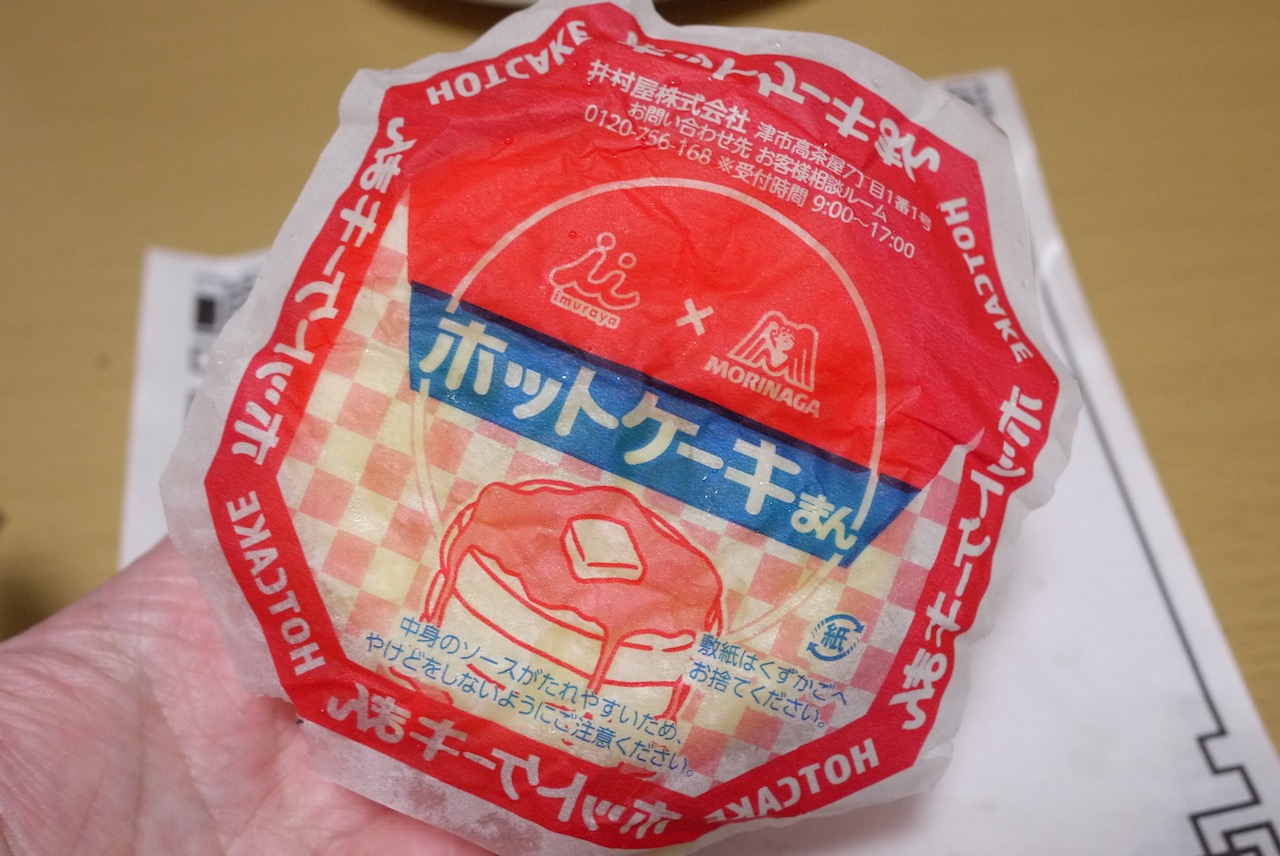 井村屋株式会社 津市高茶屋7丁目1番1号
お問い合わせ先 お客様相談ルーム
0120-756-168 ※受付時間 9:00〜17:00
imuraya
×
MORINAGA
ホットケーキまん
中身のソースがたれやすいため、
やけどをしないようにご注意ください。
紙
敷紙はくずかごへ
お捨てください。
ホットケーキまん
HOTCAKE
ホットケーキまん
HOTCAKE
ホットケーキまん
HOTCAKE
ホットケーキまん
HOTCAKE